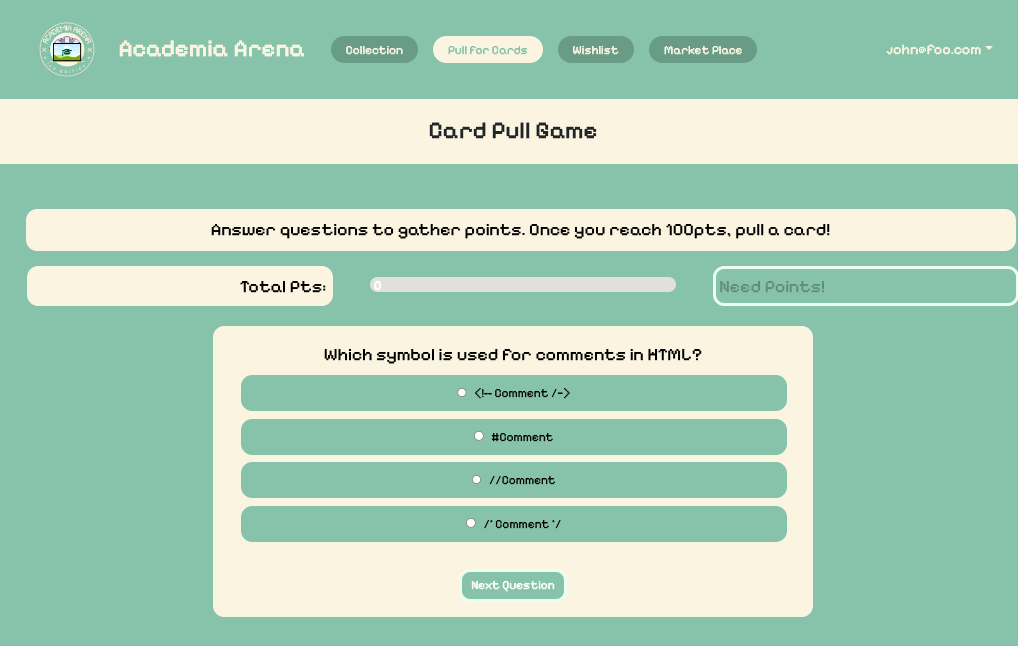 ACADEMIA ARENA
Academia Arena
Collection
Pull For Cards
Wishlist
Market Place
John@foo.com
Card Pull Game
Answer questions to gather points. Once you reach 100pts, pull a card!
Total Pts:
0
Need Points!
Which symbol is used for comments in HTML?
<!-- Comment /-->
#Comment
//Comment
/* Comment */
Next Question